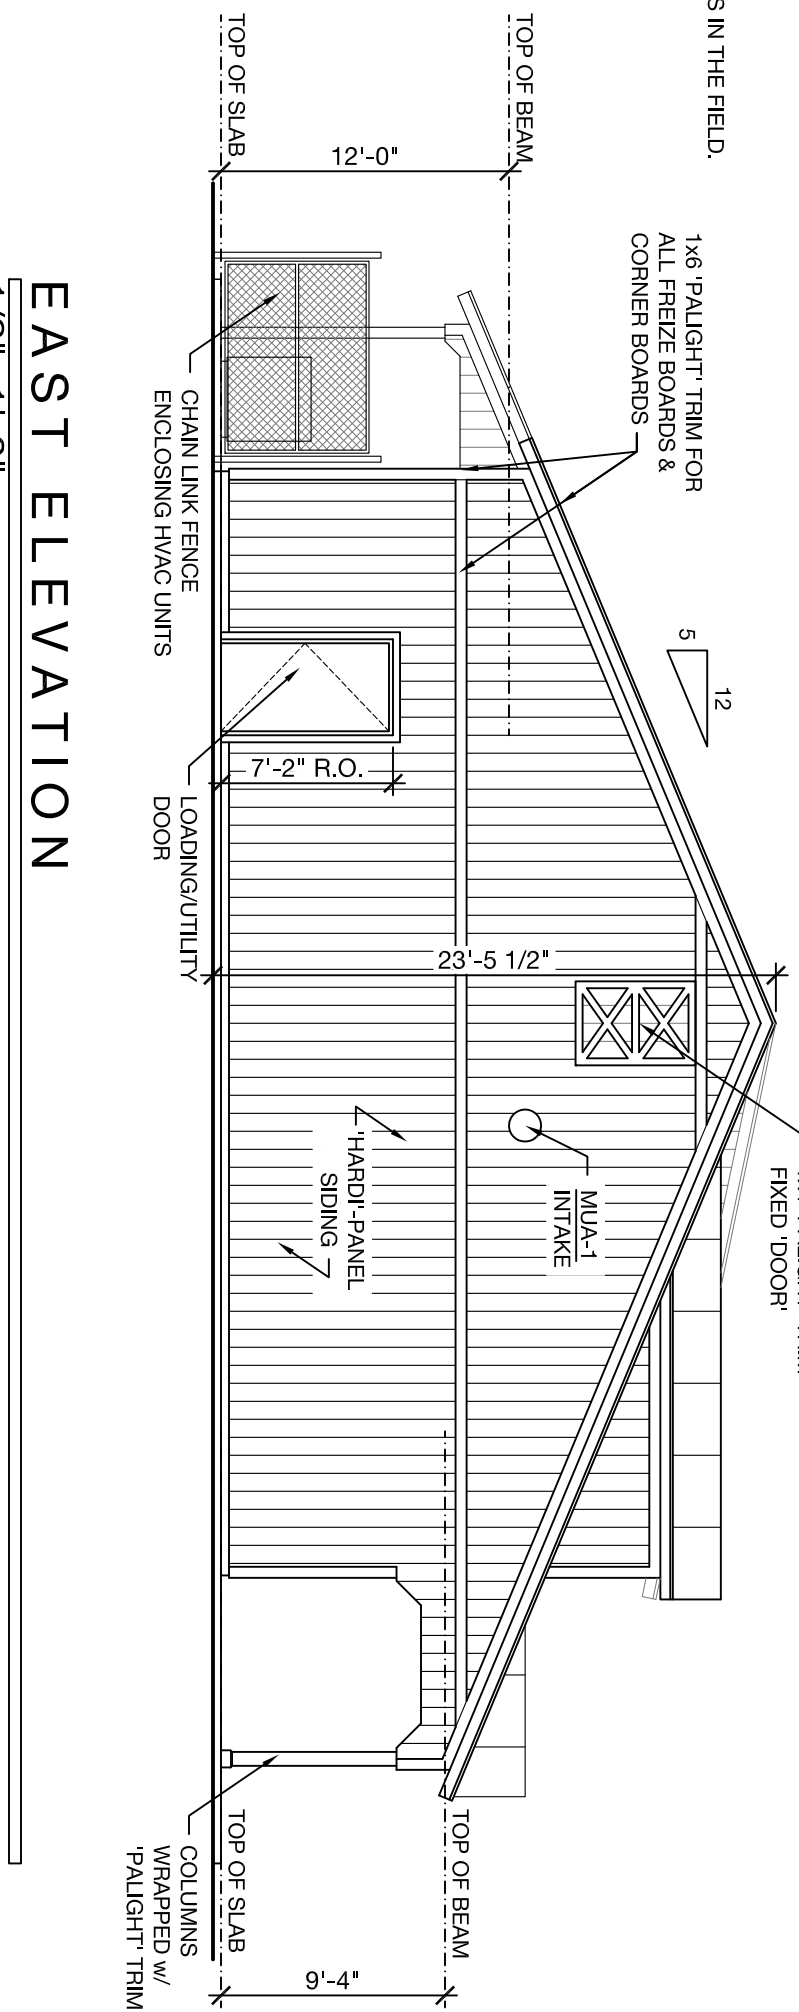 S IN THE FIELD.
TOP OF BEAM
TOP OF SLAB
12'-0"
1x6 'PALIGHT' TRIM FOR
ALL FREIZE BOARDS &
CORNER BOARDS
5
12
FIXED 'DOOR'
CHAIN LINK FENCE
ENCLOSING HVAC UNITS
7'-2" R.O.
LOADING/UTILITY
DOOR
23'-5 1/2"
MUA-1
INTAKE
'HARDI'-PANEL
SIDING
TOP OF BEAM
TOP OF SLAB
9'-4"
COLUMNS
WRAPPED w/
'PALIGHT' TRIM
EAST ELEVATION